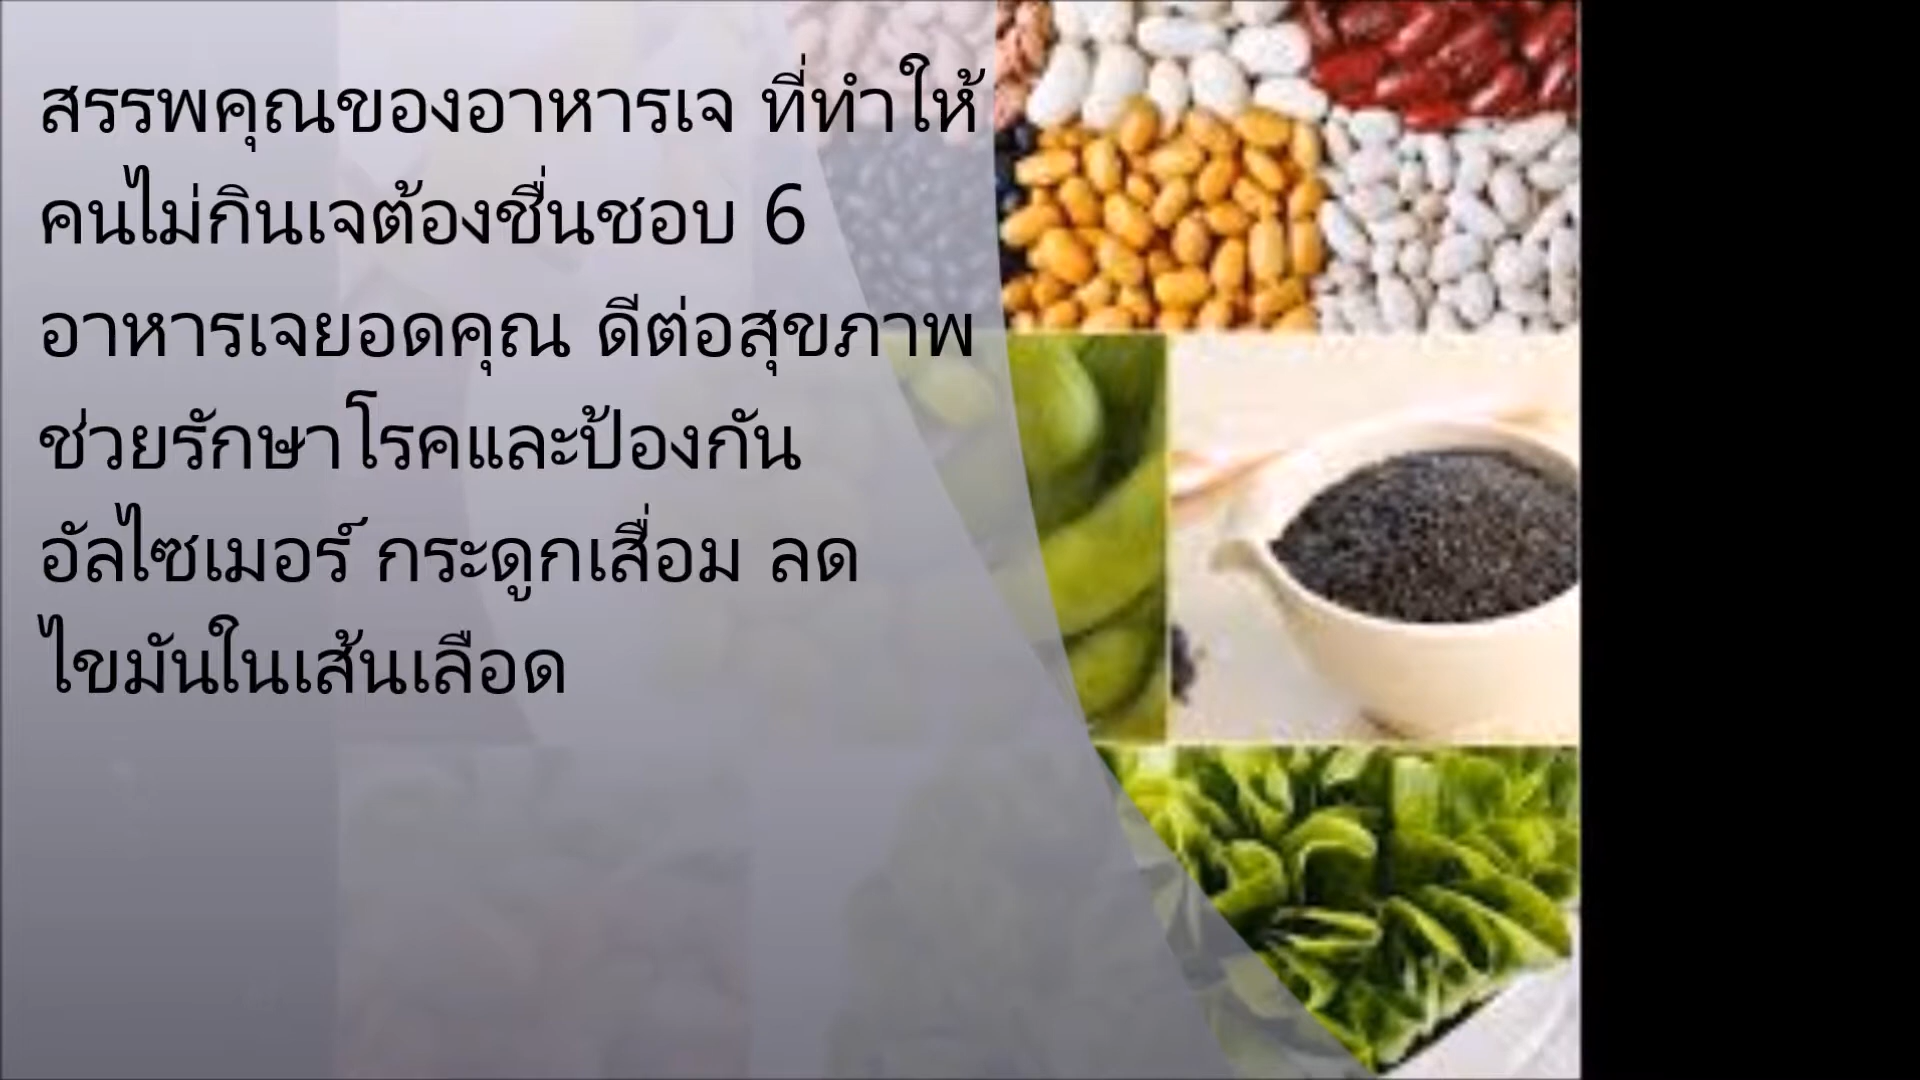 สรรพคุณของอาหารเจ ที่ทำให้
คนไม่กินเจต้องชื่นชอบ 6
อาหารเจยอดคุณ ดีต่อสุขภาพ
ช่วยรักษาโรคและป้องกัน
อัลไซเมอร์ กระดูกเสื่อม ลด
ไขมันในเส้นเลือด